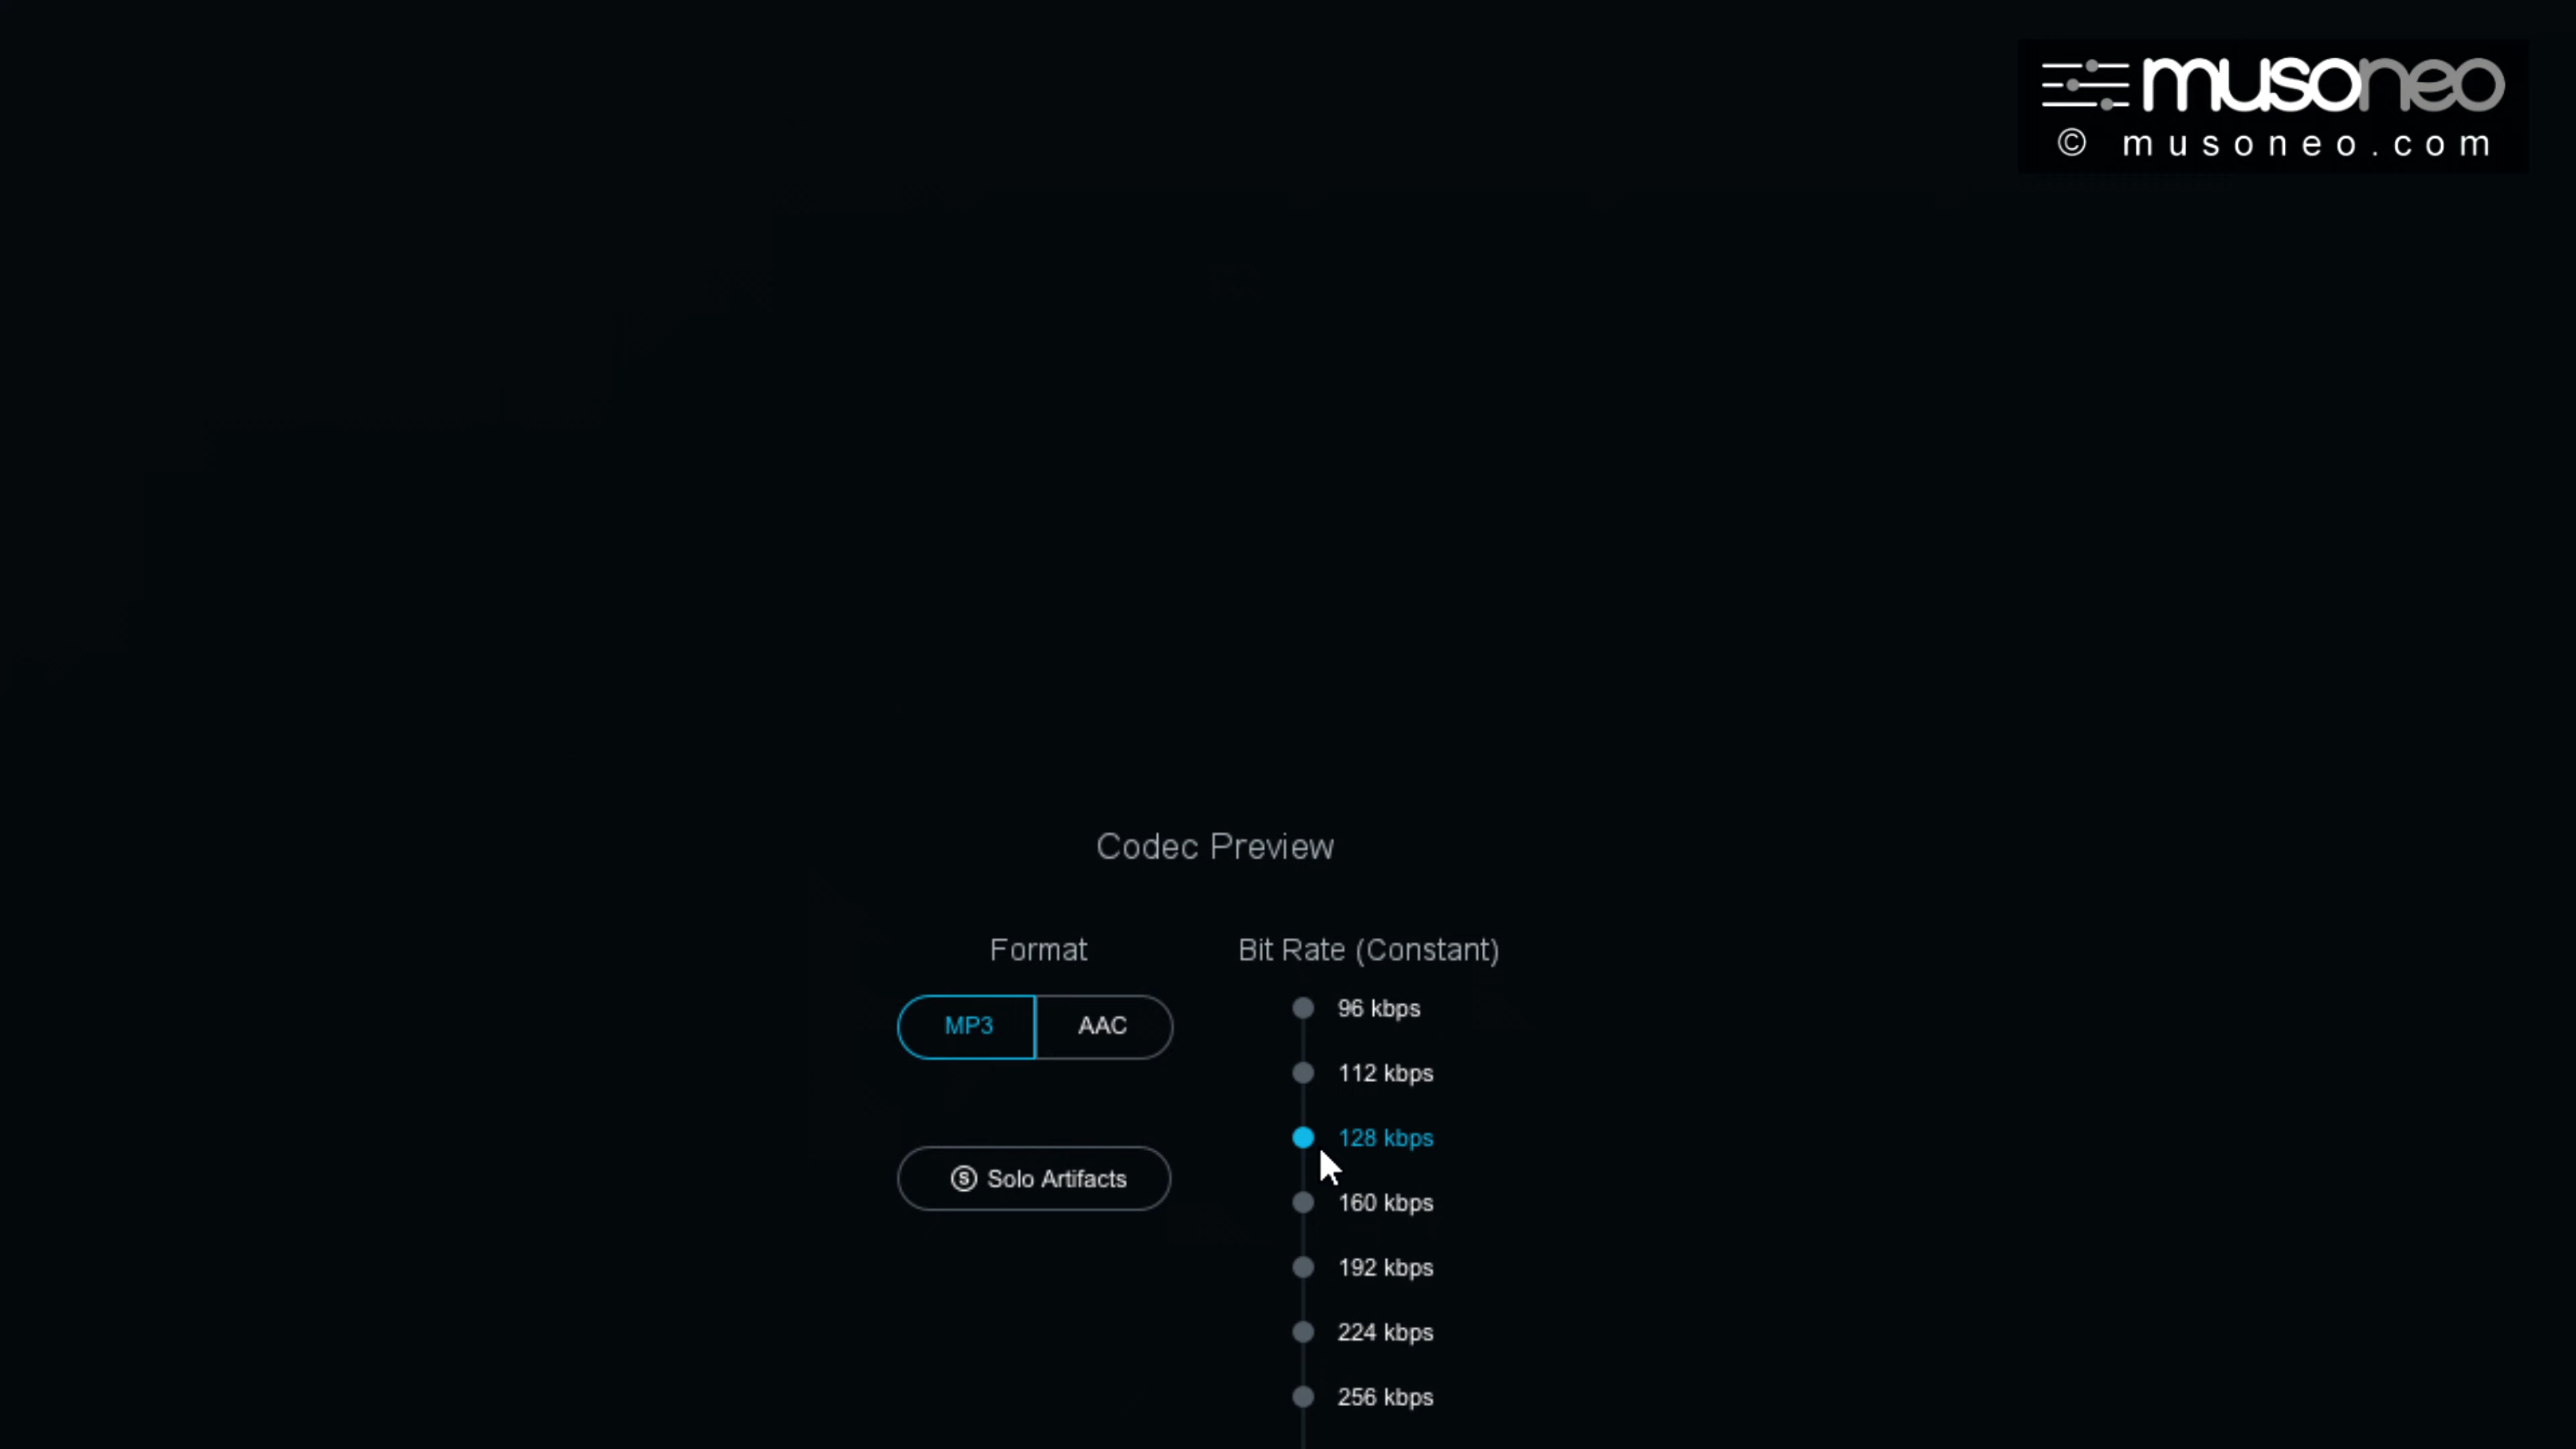 musoneo
© musoneo.com
Codec Preview
Format
Bit Rate (Constant)
MP3
AAC
S Solo Artifacts
96 kbps
112 kbps
128 kbps
160 kbps
192 kbps
224 kbps
256 kbps